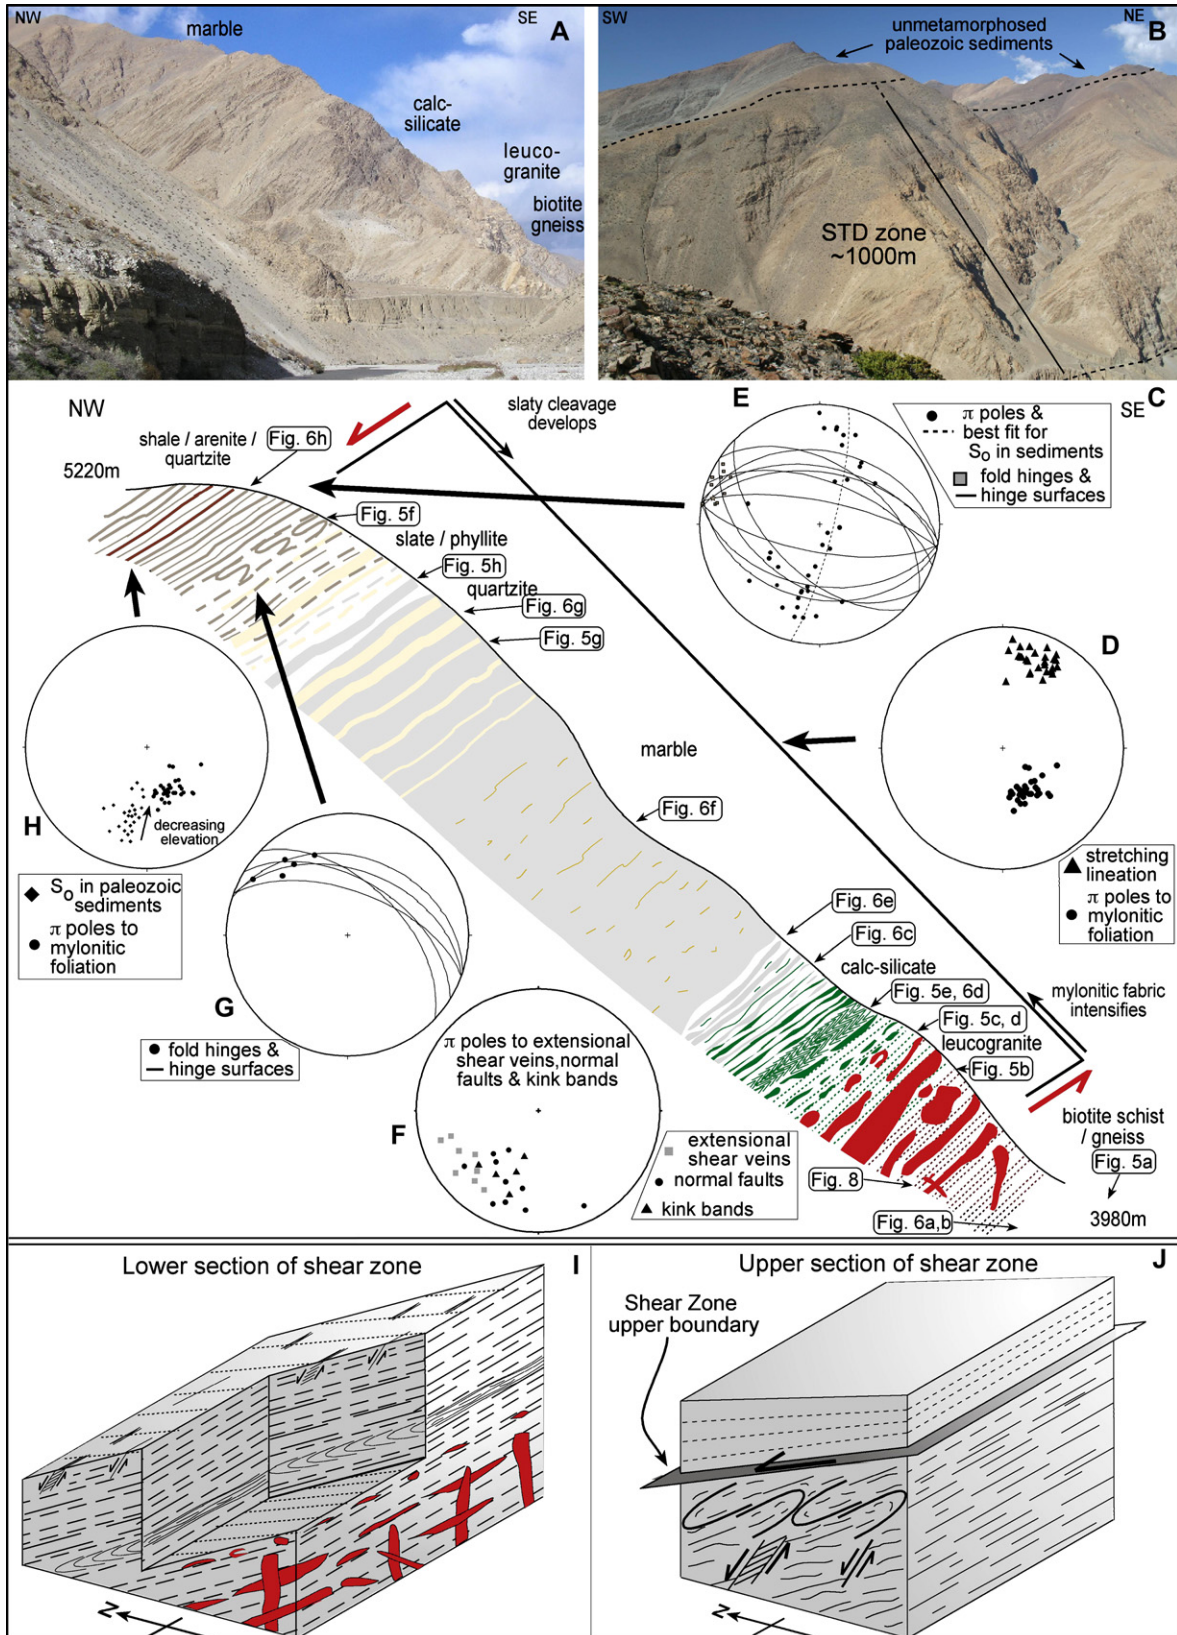 NW
SE
A
marble
calc-
silicate
leuco-
granite
biotite
gneiss
SW
NE
B
unmetamorphosed
paleozoic sediments
STD zone
~1000m
NW
SE
C
5220m
shale / arenite /
quartzite
Fig. 6h
slaty cleavage
develops
Fig. 5f
slate / phyllite
Fig. 5h
quartzite
Fig. 6g
Fig. 5g
marble
Fig. 6f
Fig. 6e
Fig. 6c
calc-silicate
Fig. 5e, 6d
Fig. 5c, d
leucogranite
Fig. 5b
mylonitic fabric
intensifies
biotite schist
/ gneiss
Fig. 5a
3980m
Fig. 8
Fig. 6a,b
E
π poles &
best fit for
S₀ in sediments
fold hinges &
hinge surfaces
D
stretching
lineation
π poles to
mylonitic
foliation
H
decreasing
elevation
S₀ in paleozoic
sediments
π poles to
mylonitic
foliation
G
fold hinges &
hinge surfaces
F
π poles to extensional
shear veins,normal
faults & kink bands
extensional
shear veins
normal faults
kink bands
Lower section of shear zone
I
N
Upper section of shear zone
J
Shear Zone
upper boundary
N